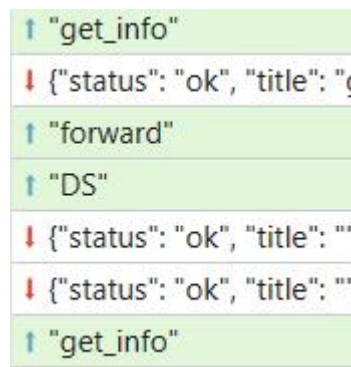 "get_info"
{"status": "ok", "title": "g
"forward"
"DS"
{"status": "ok", "title": ""
{"status": "ok", "title": ""
"get_info"